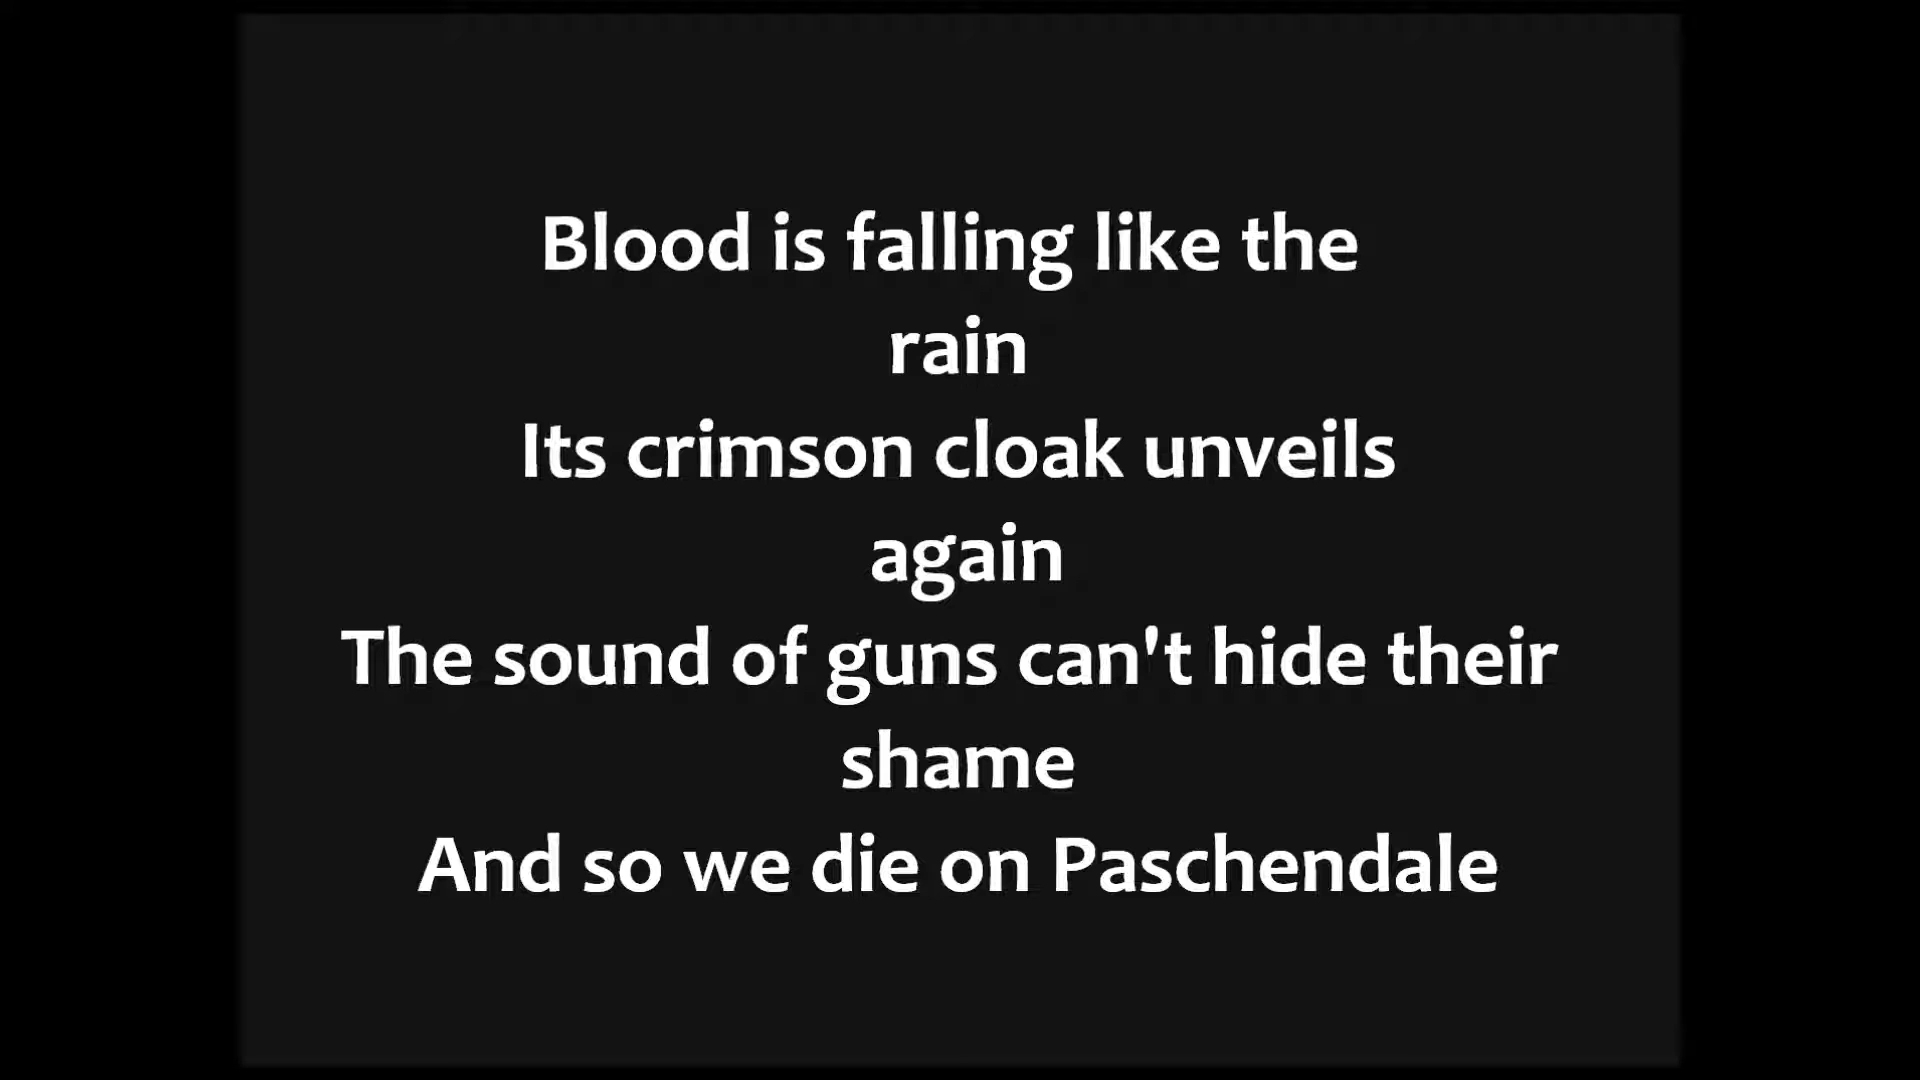 Blood is falling like the
rain
Its crimson cloak unveils
again
The sound of guns can't hide their
shame
And so we die on Paschendale